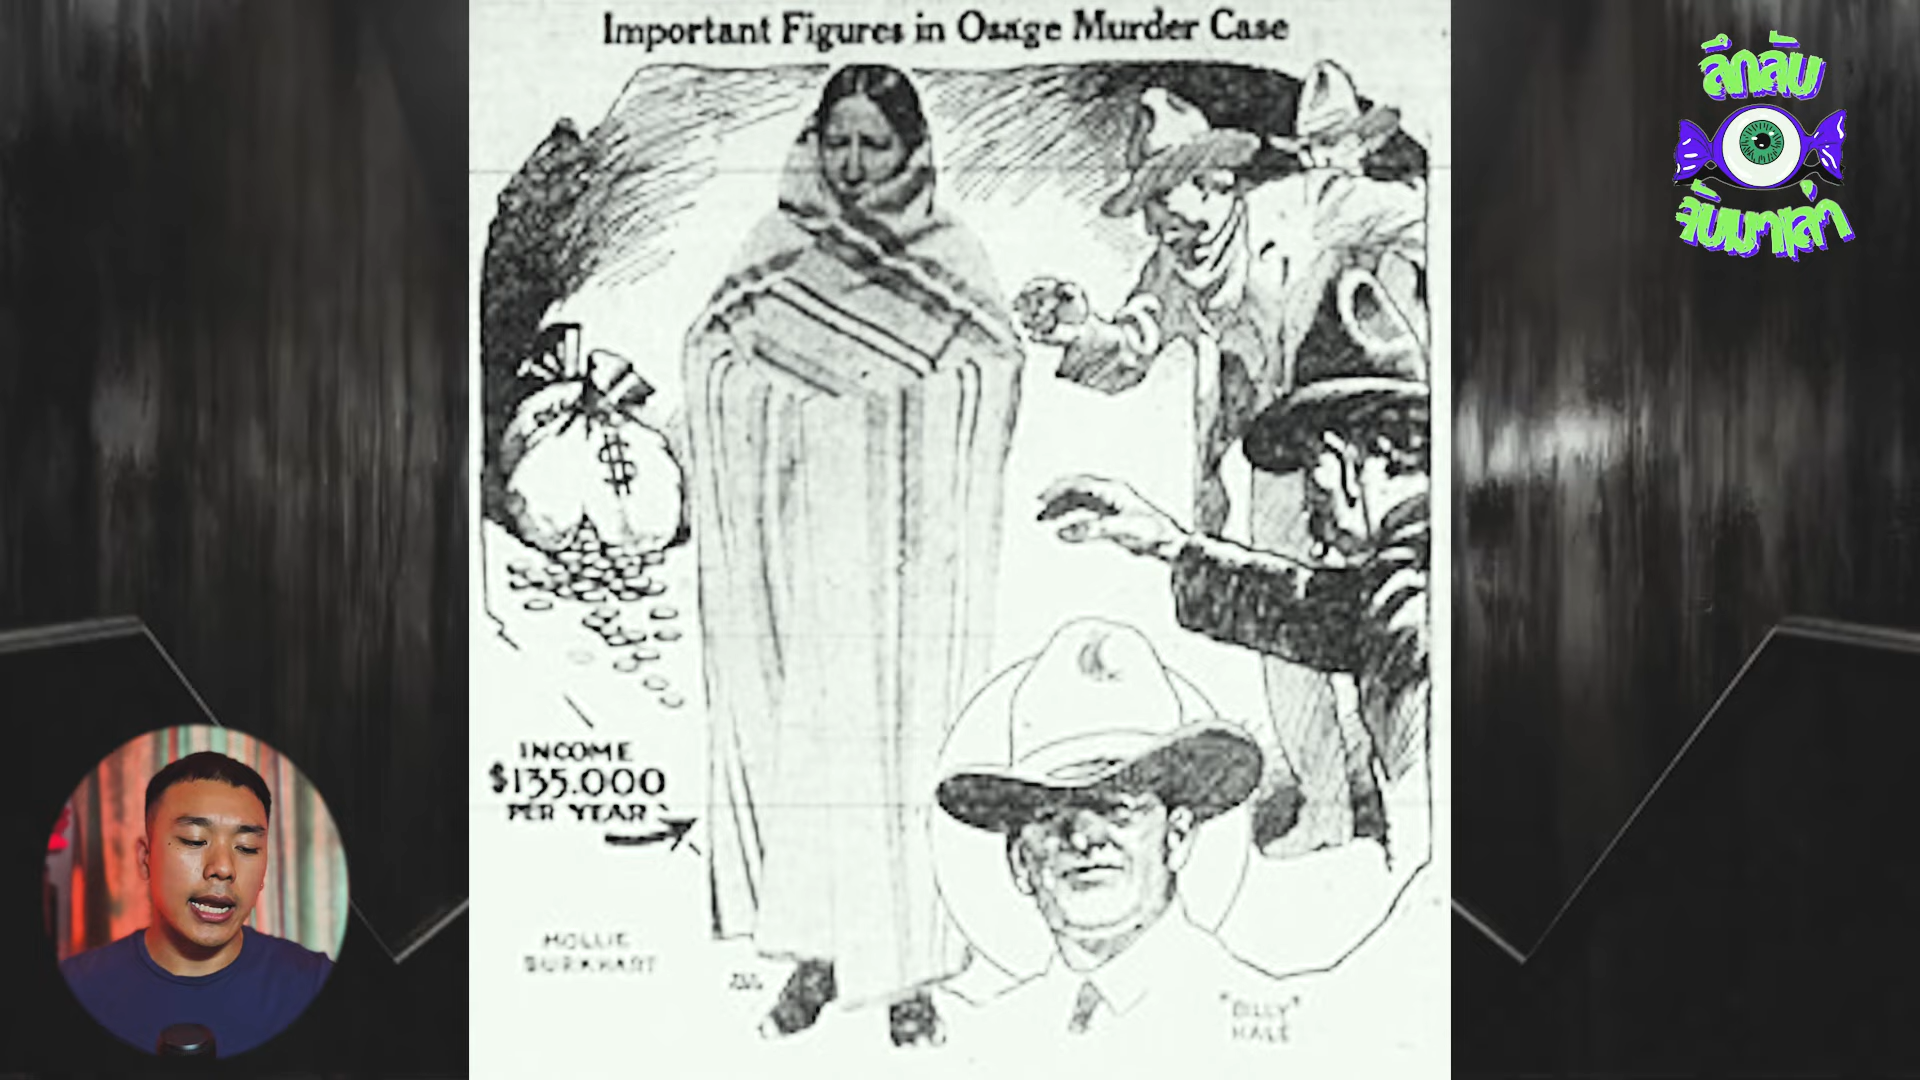 Important Figures in Osage Murder Case
ลึกลับ
จับมาเล่า
$
INCOME
$135.000
PER YEAR
MOLLIE
BURKHART
"BILLY"
HALE